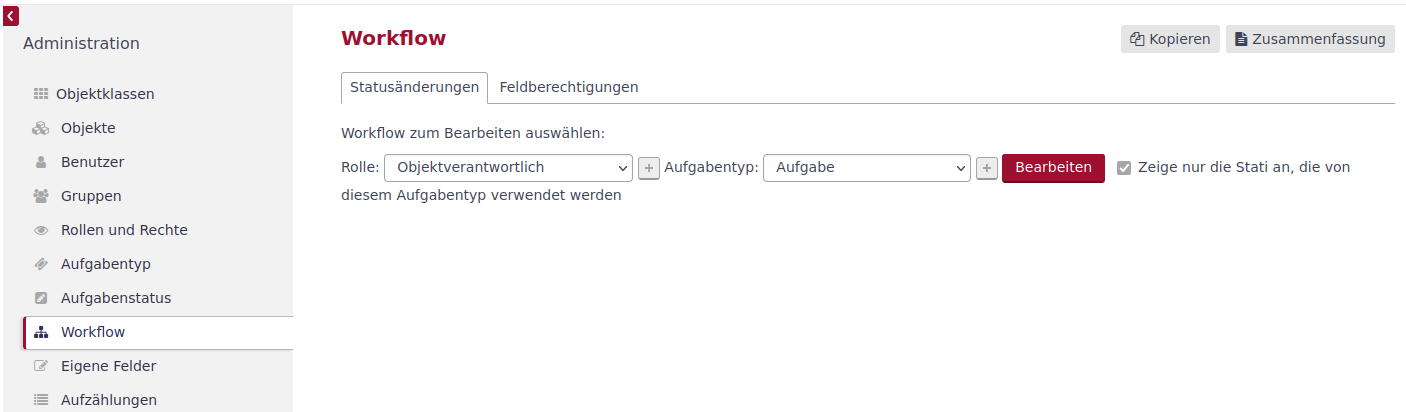 Administration
Objektklassen
Objekte
Benutzer
Gruppen
Rollen und Rechte
Aufgabentyp
Aufgabenstatus
Workflow
Eigene Felder
Aufzählungen
Workflow
Kopieren Zusammenfassung
Statusänderungen Feldberechtigungen
Workflow zum Bearbeiten auswählen:
Rolle: Objektverantwortlich + Aufgabentyp: Aufgabe + Bearbeiten Zeige nur die Stati an, die von
diesem Aufgabentyp verwendet werden